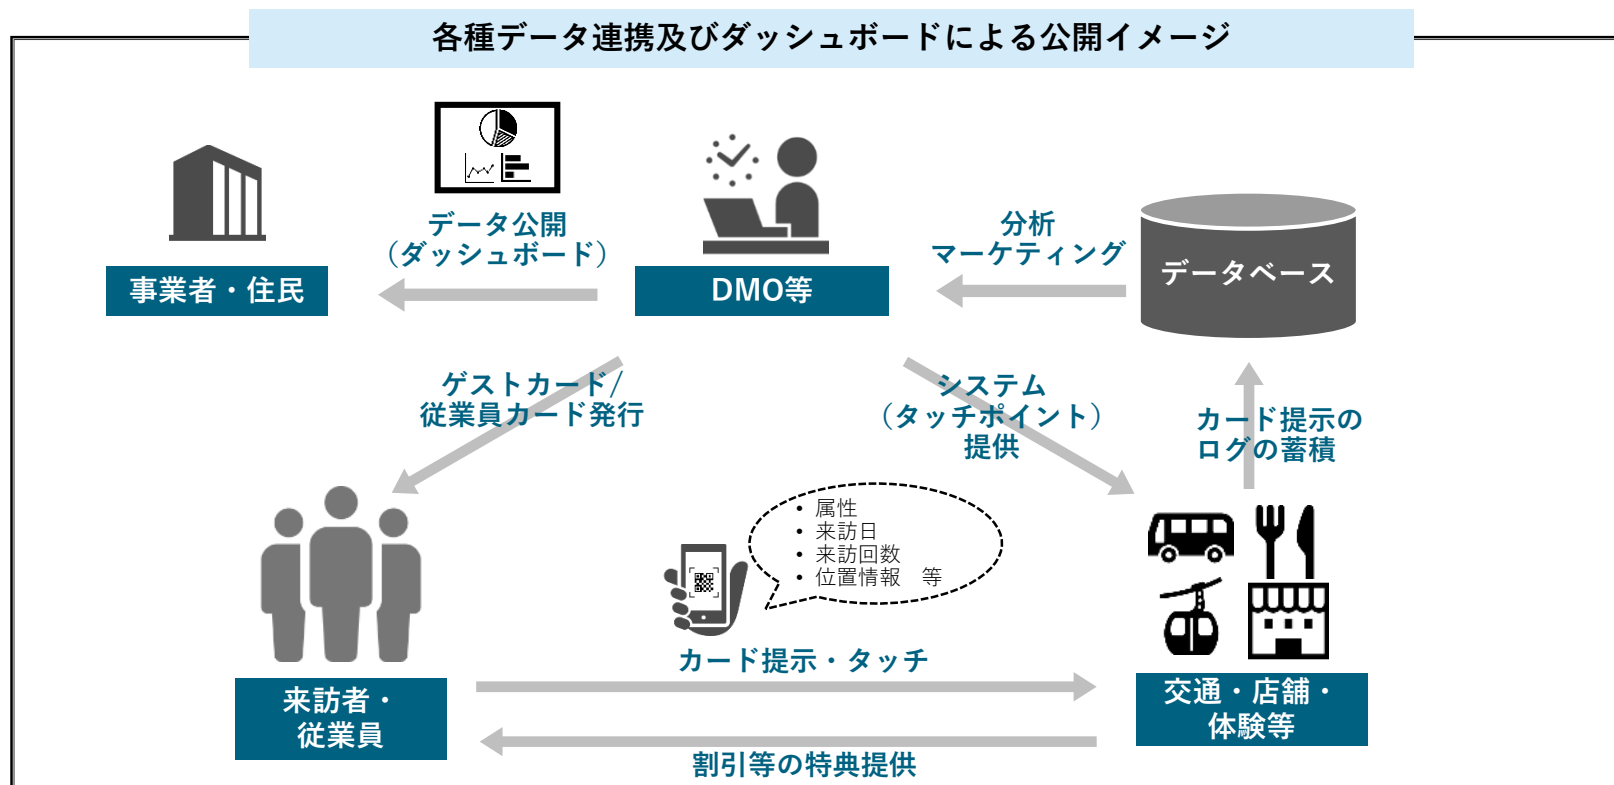 各種データ連携及びダッシュボードによる公開イメージ
データ公開
（ダッシュボード）
事業者・住民
DMO等
分析
マーケティング
データベース
ゲストカード/
従業員カード発行
システム
（タッチポイント）
提供
カード提示の
ログの蓄積
• 属性
• 来訪日
• 来訪回数
• 位置情報　等
カード提示・タッチ
来訪者・
従業員
交通・店舗・
体験等
割引等の特典提供